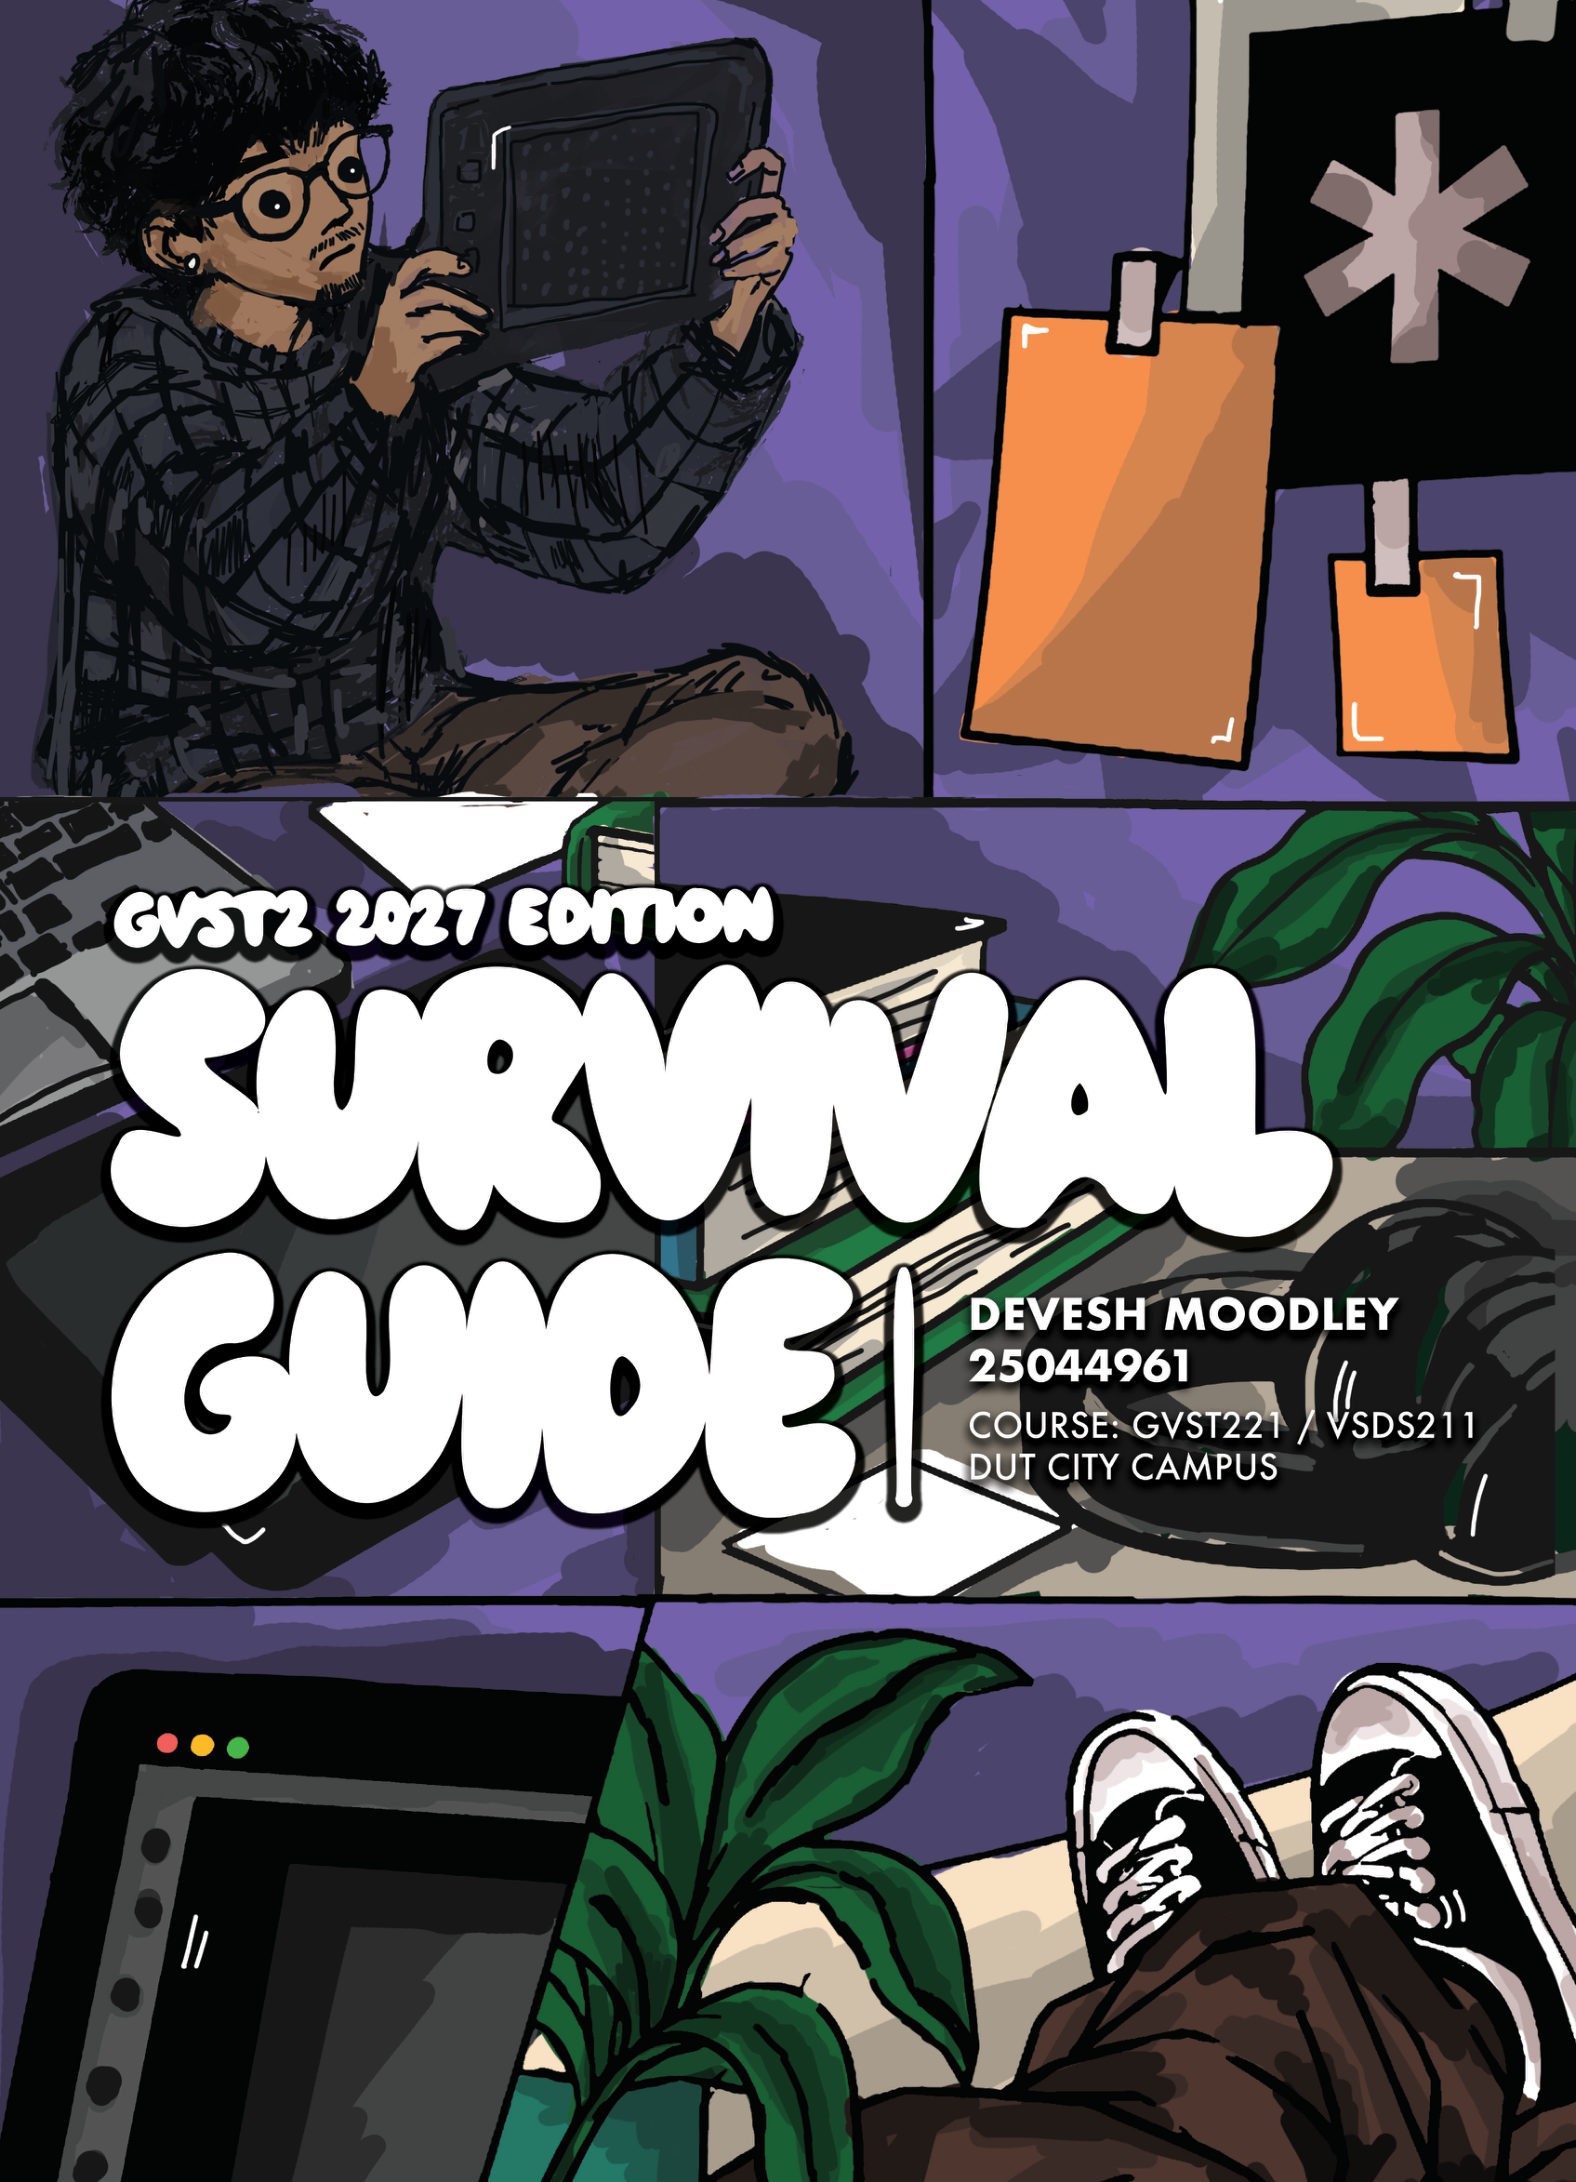 GVST2 2027 EDITION
SURVIVAL
GUIDE
DEVESH MOODLEY
25044961
COURSE: GVST221 / VSDS211
DUT CITY CAMPUS